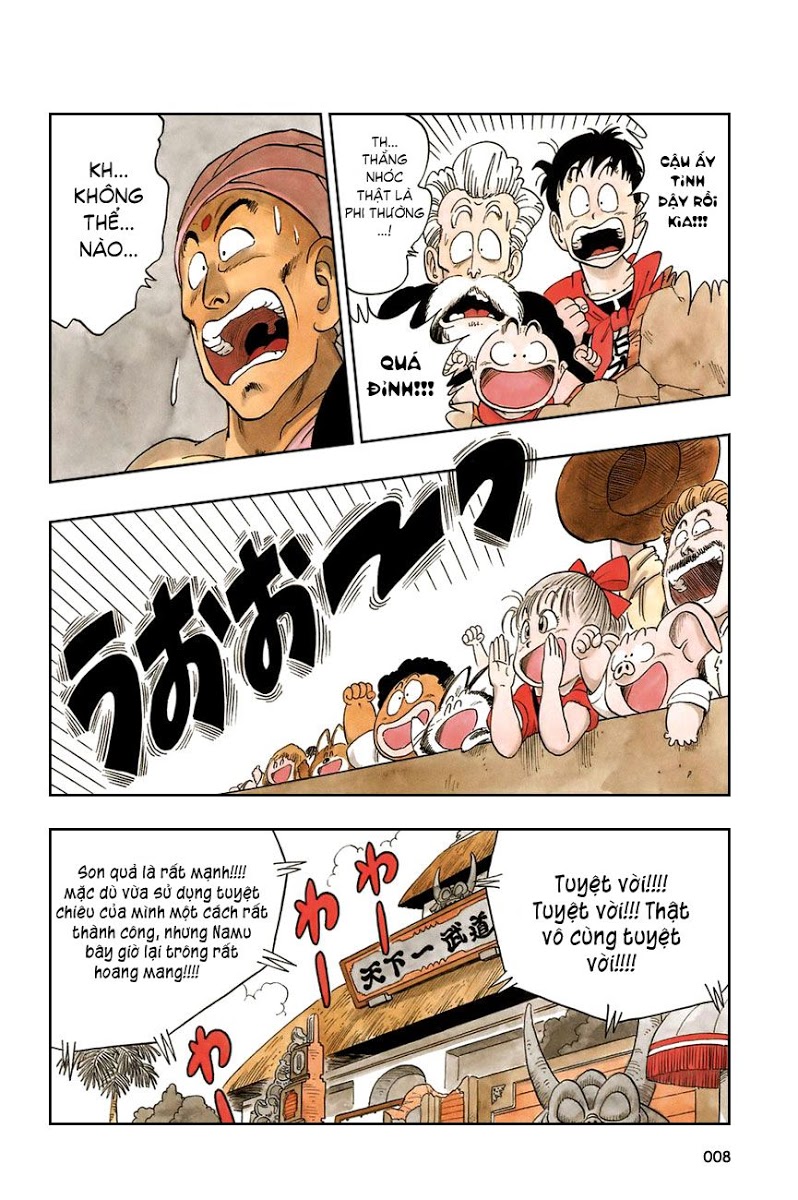 CẬU ẤY
TỈNH
DẬY RỒI
KÌA!!!
TH...
THẰNG
NHÓC
THẬT LÀ
PHI THƯỜNG
...!
QUÁ
ĐỈNH!!!
KH...
KHÔNG
THỂ...
NÀO...
うおおーーっ
Tuyệt vời!!!!
Tuyệt vời!!! Thật
vô cùng tuyệt
vời!!!!
わーわー
天下一武道
Son quả là rất mạnh!!!!
mặc dù vừa sử dụng tuyệt
chiêu của mình một cách rất
thành công, nhưng Namu
bây giờ lại trông rất
hoang mang!!!!
008